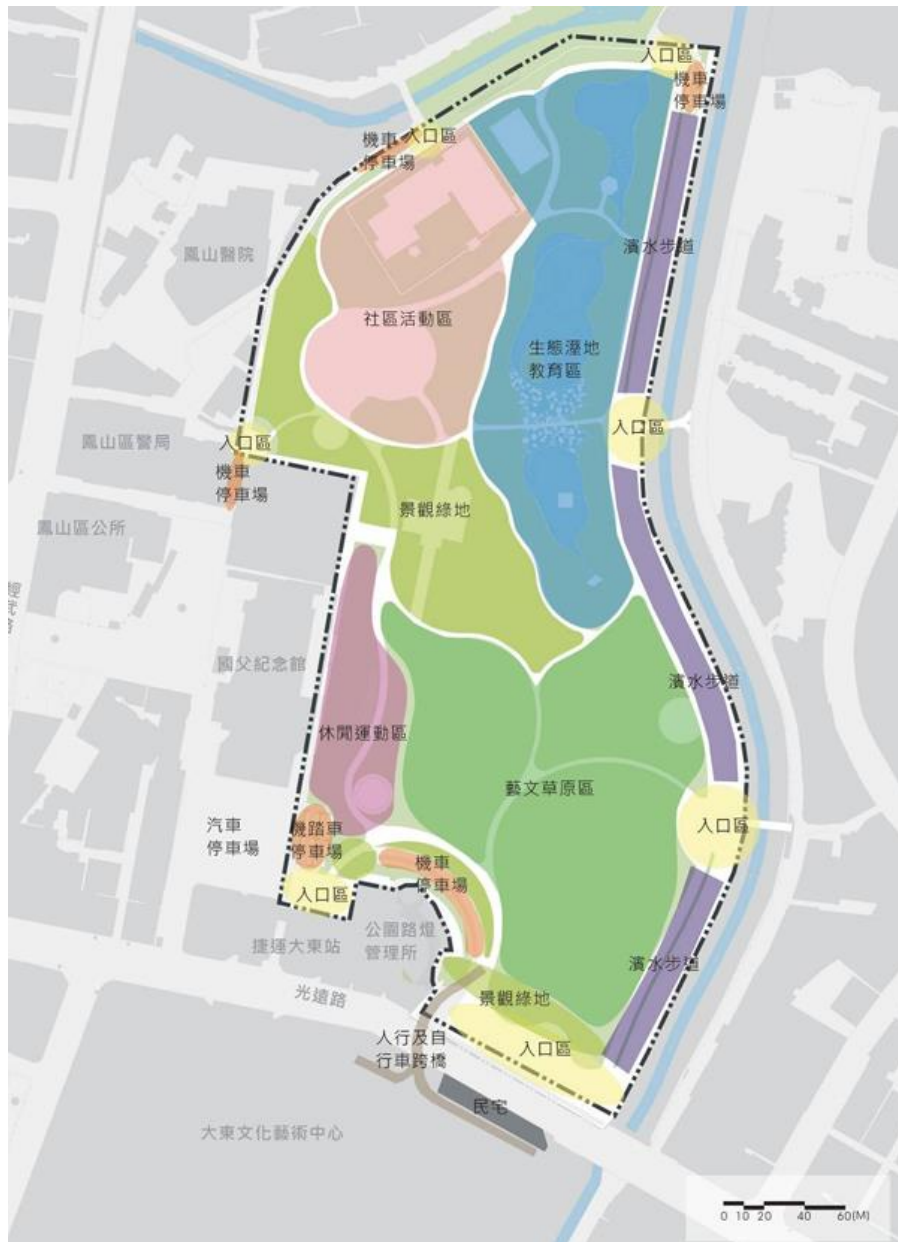 入口區
機車
停車場
機車
停車場
入口區
鳳山醫院
濱水步道
社區活動區
生態溼地
教育區
入口區
鳳山區警局
入口區
機車
停車場
景觀綠地
鳳山區公所
經武路
國父紀念館
濱水步道
休閒運動區
藝文草原區
汽車
停車場
機踏車
停車場
入口區
機車
停車場
入口區
捷運大東站
公園路燈
管理所
濱水步道
光遠路
景觀綠地
人行及自
行車跨橋
入口區
民宅
大東文化藝術中心
0 10 20 40 60(M)